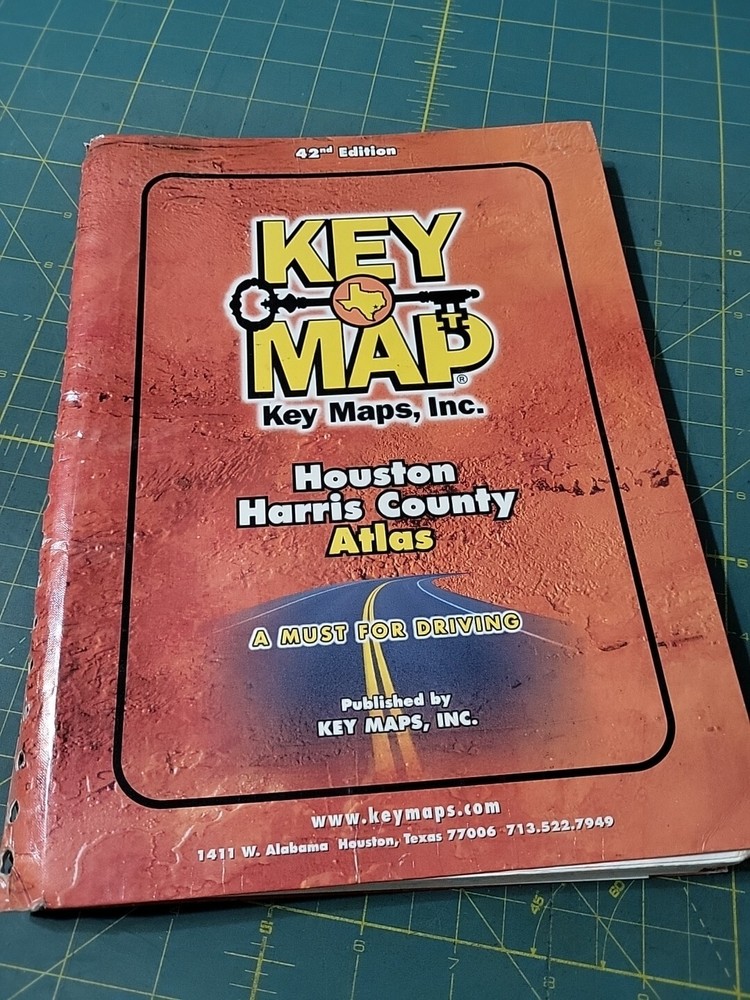 42nd Edition
KEY
MAP®
Key Maps, Inc.
Houston
Harris County
Atlas
A MUST FOR DRIVING
Published by
KEY MAPS, INC.
www.keymaps.com
1411 W. Alabama Houston, Texas 77006 713.522.7949